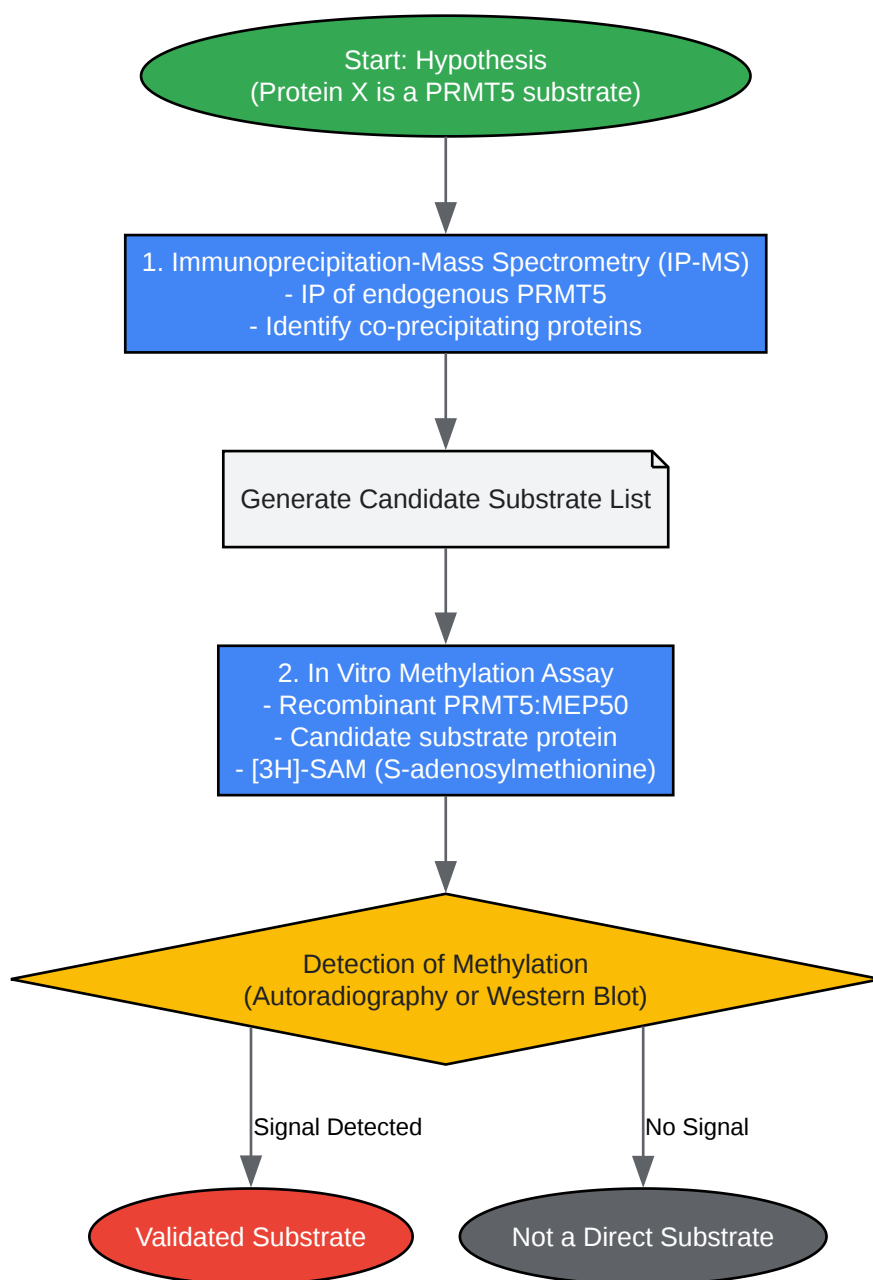 Start: Hypothesis
(Protein X is a PRMT5 substrate)
1. Immunoprecipitation-Mass Spectrometry (IP-MS)
- IP of endogenous PRMT5
- Identify co-precipitating proteins
Generate Candidate Substrate List
2. In Vitro Methylation Assay
- Recombinant PRMT5:MEP50
- Candidate substrate protein
- [3H]-SAM (S-adenosylmethionine)
Detection of Methylation
(Autoradiography or Western Blot)
Signal Detected
No Signal
Validated Substrate
Not a Direct Substrate